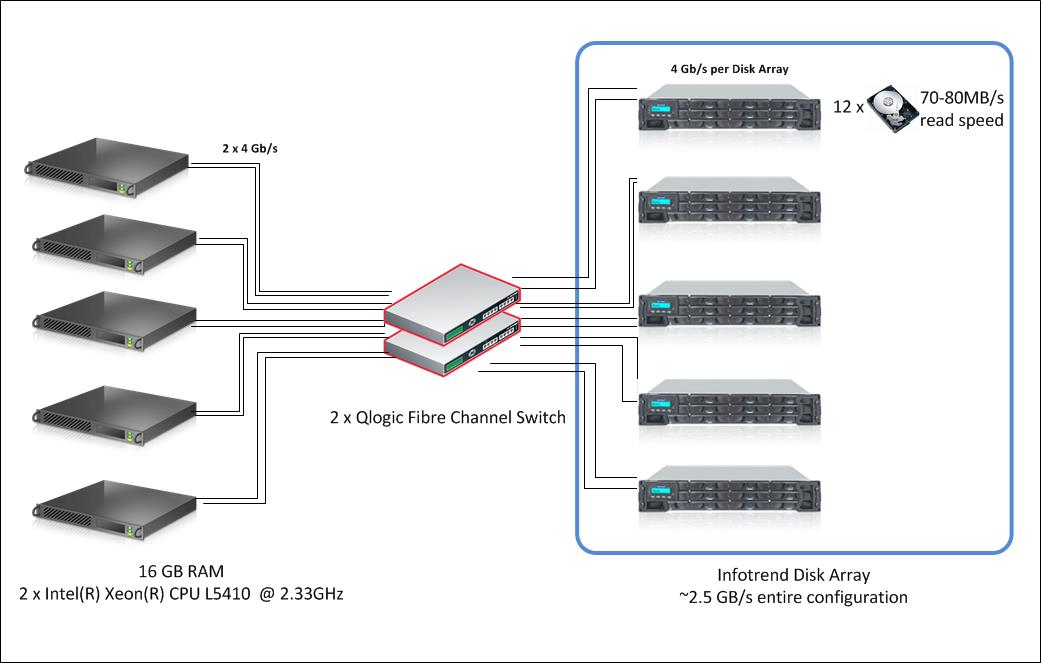 4 Gb/s per Disk Array
12 x
70-80MB/s
read speed
2 x 4 Gb/s
2 x Qlogic Fibre Channel Switch
16 GB RAM
2 x Intel(R) Xeon(R) CPU L5410 @ 2.33GHz
Infotrend Disk Array
~2.5 GB/s entire configuration